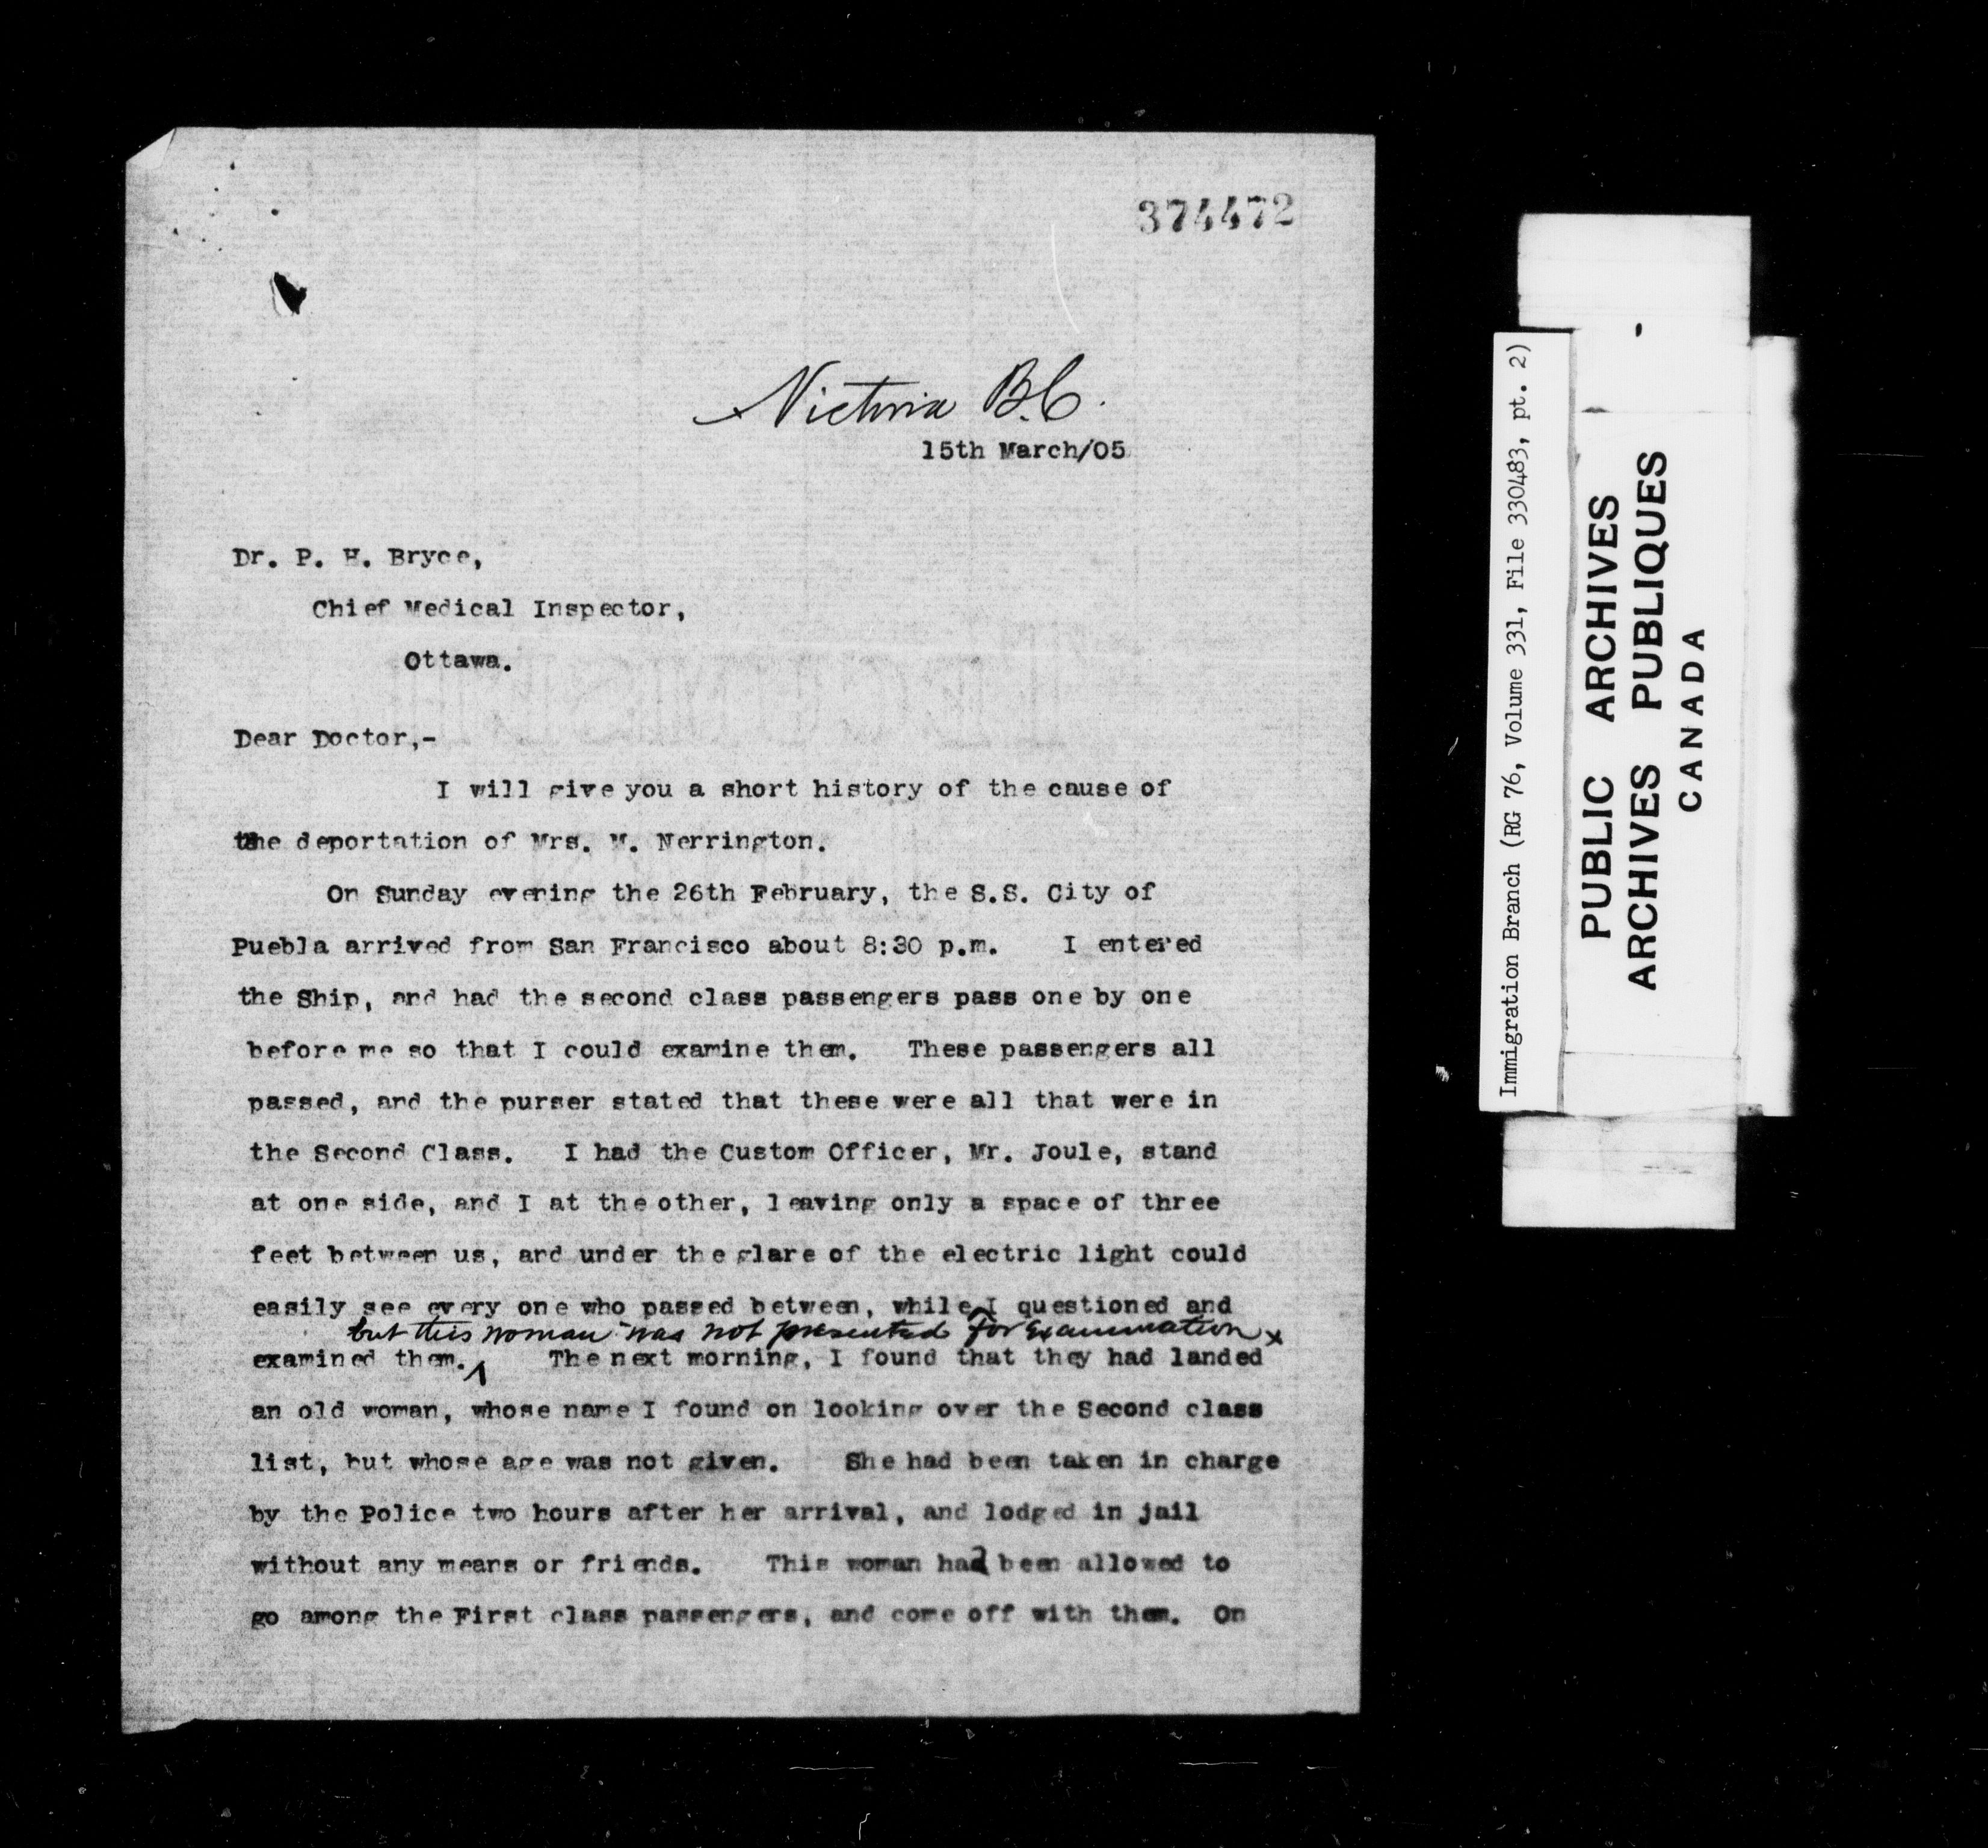 374472
Victoria B.C.
15th March/05
Dr. P. H. Bryce,
Chief Medical Inspector,
Ottawa.
Dear Doctor,-
I will give you a short history of the cause of
the deportation of Mrs. M. Nerrington.
On Sunday evening the 26th February, the S.S. City of
Puebla arrived from San Francisco about 8:30 p.m. I entered
the Ship, and had the second class passengers pass one by one
before me so that I could examine them. These passengers all
passed, and the purser stated that these were all that were in
the Second Class. I had the Custom Officer, Mr. Joule, stand
at one side, and I at the other, leaving only a space of three
feet between us, and under the glare of the electric light could
easily see every one who passed between, while I questioned and
but this woman was not presented for examination x
examined them. The next morning, I found that they had landed
an old woman, whose name I found on looking over the Second class
list, but whose age was not given. She had been taken in charge
by the Police two hours after her arrival, and lodged in jail
without any means or friends. This woman had been allowed to
go among the First class passengers, and come off with them. On
Immigration Branch (RG 76, Volume 331, File 330483, pt. 2)
PUBLIC ARCHIVES
ARCHIVES PUBLIQUES
CANADA